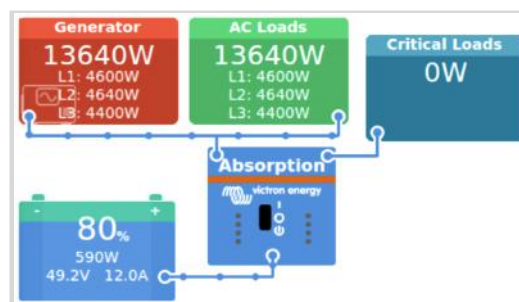 Generator
13640W
L1: 4600W
L2: 4640W
L3: 4400W
AC Loads
13640W
L1: 4600W
L2: 4640W
L3: 4400W
Critical Loads
0W
Absorption
victron energy
I
O
- +
80%
590W
49.2V 12.0A